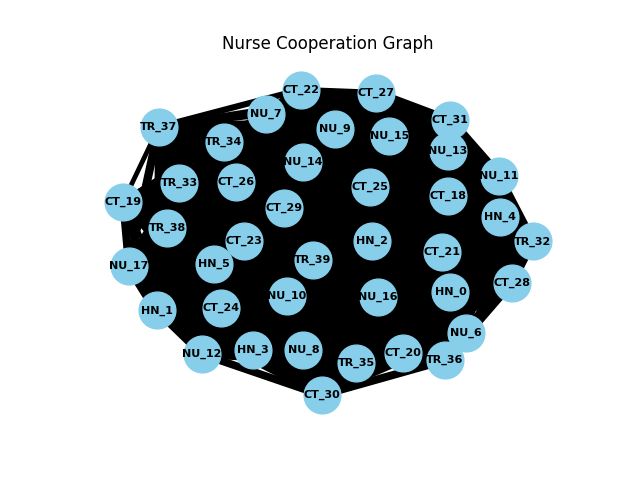 Nurse Cooperation Graph
CT_22
CT_27
NU_7
CT_31
TR_37
NU_9
NU_15
TR_34
NU_13
NU_14
NU_11
TR_33
CT_26
CT_25
CT_18
CT_19
CT_29
HN_4
TR_38
CT_23
HN_2
TR_32
CT_21
NU_17
HN_5
TR_39
CT_28
HN_0
NU_10
NU_16
HN_1
CT_24
NU_6
NU_12
HN_3
NU_8
CT_20
TR_35
TR_36
CT_30